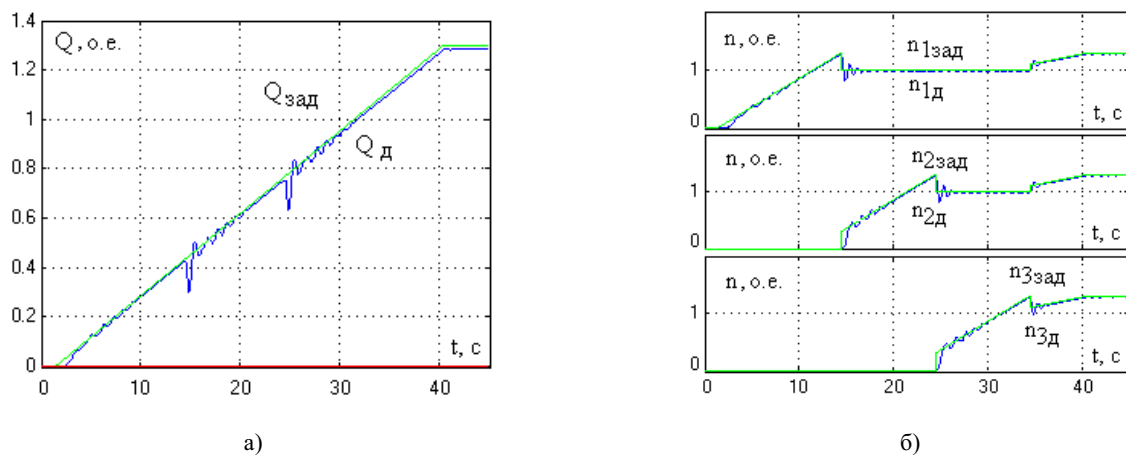 1.4
Q, о.е.
1.2
Qзад
1
Qд
0.8
0.6
0.4
0.2
t, с
0
0 10 20 30 40
а)
n, о.е.
n1зад
1
n1д
t, с
0
n, о.е.
n2зад
1
n2д
t, с
0
n, о.е.
n3зад
1
n3д
t, с
0
0 10 20 30 40
б)